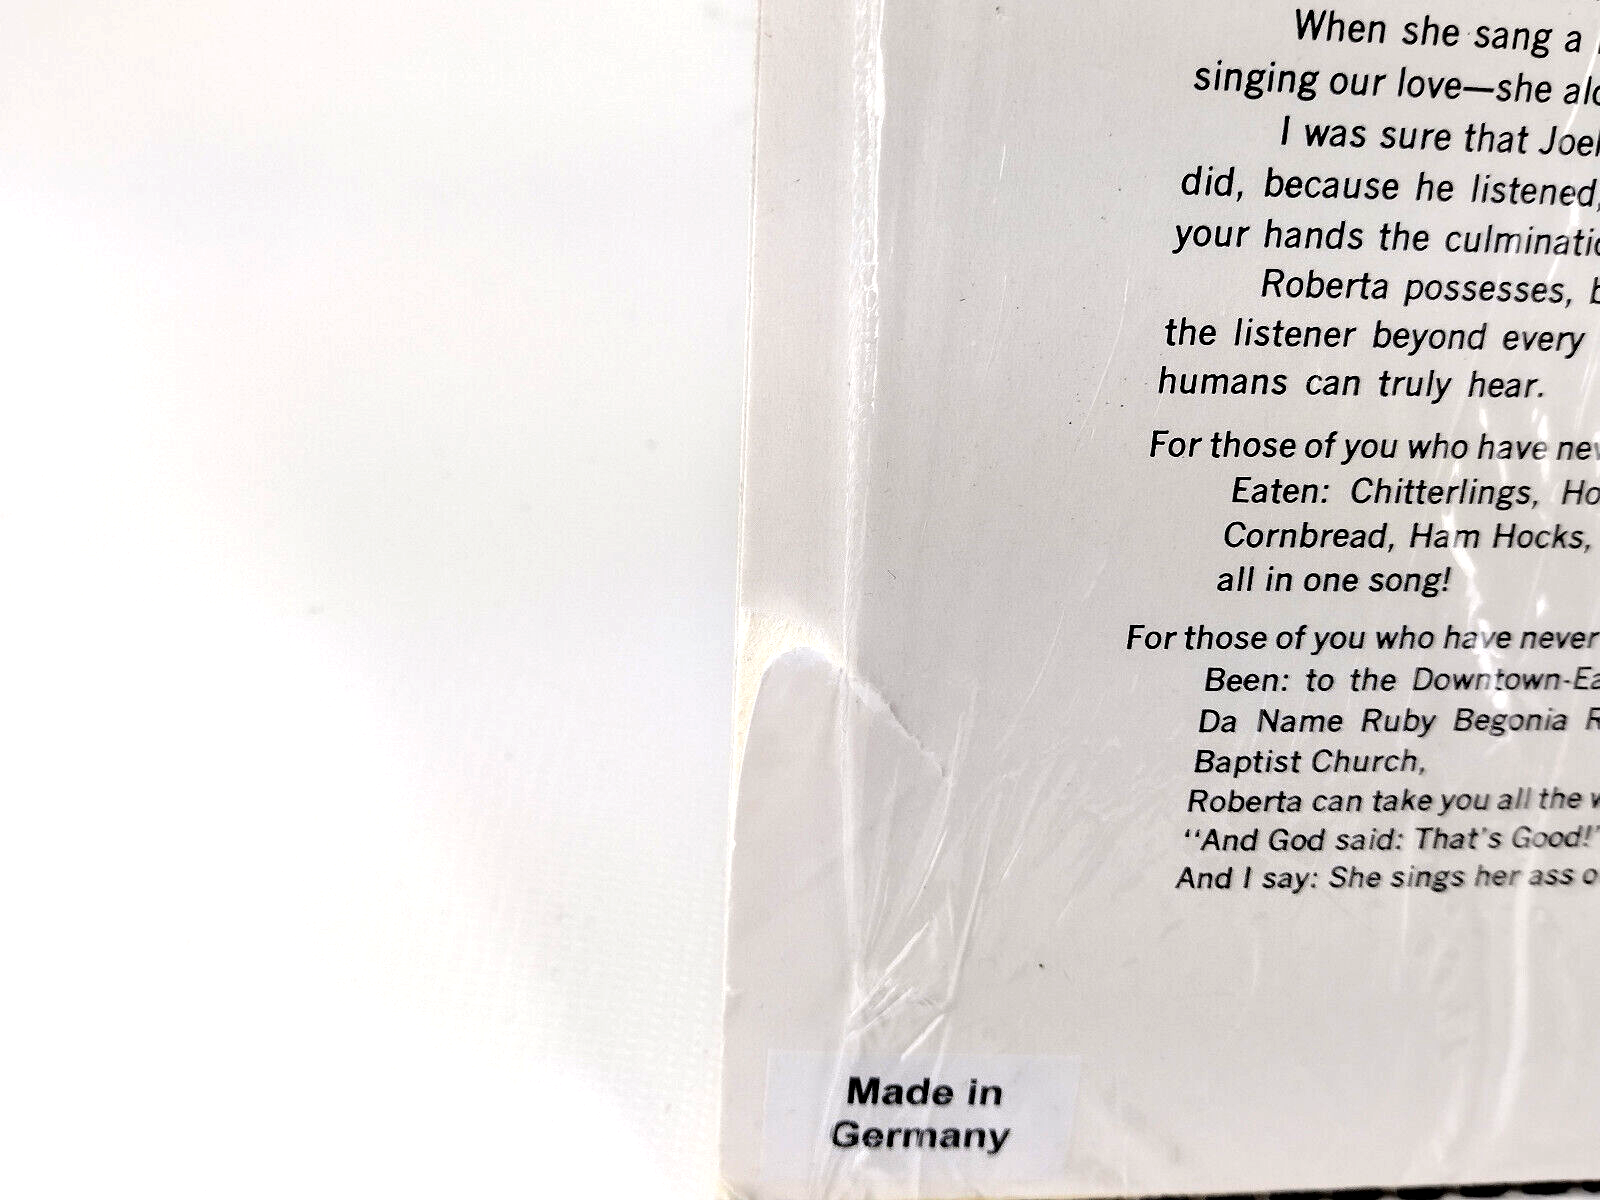 When she sang a
singing our love—she
I was sure that Joel
did, because he listened,
your hands the
Roberta possesses,
the listener beyond every
humans can truly hear.
For those of you who have
Eaten: Chitterlings,
Cornbread, Ham Hocks,
all in one song!
For those of you who have never
Been: to the
Da Name Ruby Begonia
Baptist Church,
Roberta can take you all the
"And God said: That's Good!"
And I say: She sings her ass
Made in
Germany